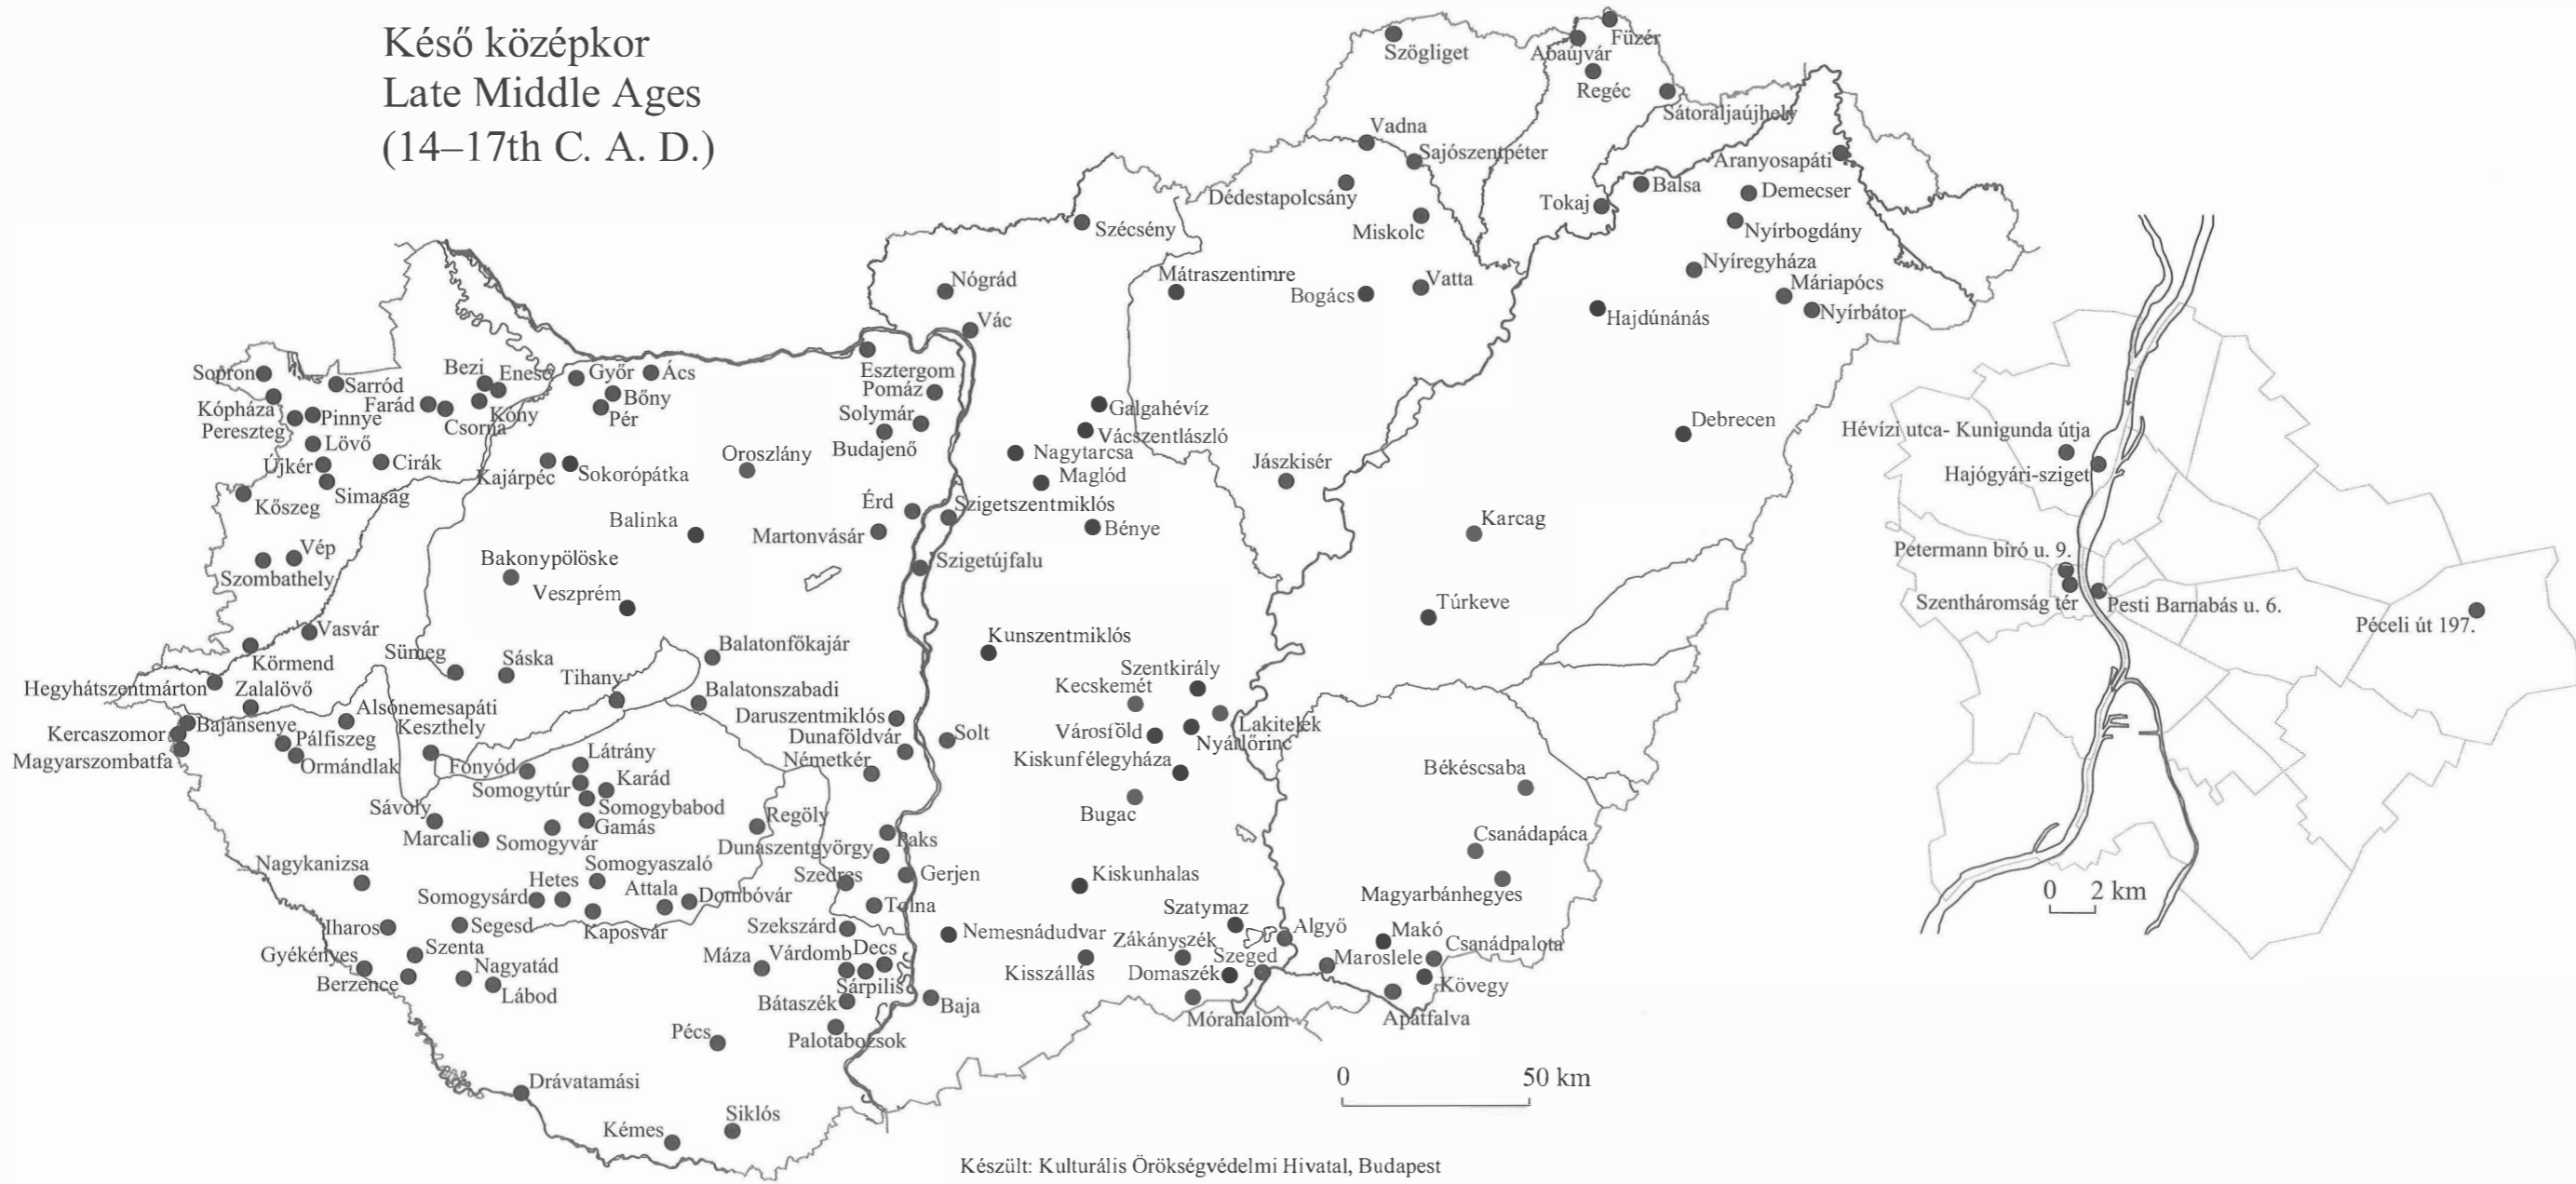 Késő középkor
Late Middle Ages
(14–17th C. A. D.)
Szögliget
Füzér
Abaújvár
Regéc
Sátoraljaújhely
Vadna
Sajószentpéter
Aranyosapáti
Dédestapolcsány
Balsa
Demecser
Tokaj
Miskolc
Nyírbogdány
Szécsény
Nyíregyháza
Mátraszentimre
Vatta
Máriapócs
Bogács
Nógrád
Hajdúnánás
Nyírbátor
Vác
Sopron
Sarród
Bezi
Enese
Győr
Ács
Esztergom
Pomáz
Kópháza
Farád
Bőny
Pinnye
Kóny
Pér
Solymár
Galgahévíz
Pereszteg
Csorna
Debrecen
Lövő
Budajenő
Vácszentlászló
Hévízi utca- Kunigunda útja
Újkér
Cirák
Oroszlány
Nagytarcsa
Jászkisér
Kajárpéc
Sokorópátka
Maglód
Hajógyári-sziget
Simaság
Kőszeg
Érd
Szigetszentmiklós
Balinka
Martonvásár
Bénye
Karcag
Vép
Bakonypölöske
Szigetújfalu
Petermann bíró u. 9.
Szombathely
Veszprém
Túrkeve
Szentháromság tér
Pesti Barnabás u. 6.
Péceli út 197.
Vasvár
Kunszentmiklós
Körmend
Sümeg
Sáska
Balatonfőkajár
Szentkirály
Tihany
Hegyhátszentmárton
Zalalövő
Kecskemét
Balatonszabadi
Alsónemesapáti
Daruszentmiklós
Bajánsenye
Keszthely
Lakitelek
Kercaszomor
Pálfiszeg
Dunaföldvár
Solt
Városföld
Nyárlőrinc
Magyarszombatfa
Ormándlak
Fonyód
Látrány
Németkér
Kiskunfélegyháza
Békéscsaba
Karád
Somogytúr
Sávoly
Somogybabod
Regöly
Bugac
Gamás
Marcali
Somogyvár
Paks
Csanádapáca
Dunaszentgyörgy
Nagykanizsa
Somogyaszaló
Szedres
Gerjen
Kiskunhalas
Hetes
Attala
Dombóvár
Magyarbánhegyes
Somogysárd
Tolna
Szatymaz
Iharos
Segesd
Kaposvár
Szekszárd
Nemesnádudvar
Algyő
Makó
Zákányszék
Csanádpalota
Szenta
Gyékényes
Máza
Várdomb
Decs
Szeged
Maroslele
Nagyatád
Kisszállás
Domaszék
Berzence
Sárpilis
Kövegy
Lábod
Bátaszék
Baja
Mórahalom
Apátfalva
Pécs
Palotabozsok
0 2 km
Drávatamási
0 50 km
Siklós
Kémes
Készült: Kulturális Örökségvédelmi Hivatal, Budapest